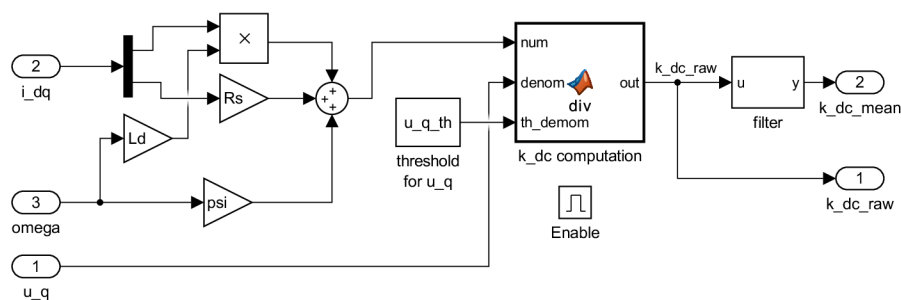 2
i_dq
×
Rs
Ld
+
+
+
3
omega
psi
1
u_q
u_q_th
threshold
for u_q
num
denom
th_demom
div
out
k_dc computation
Enable
k_dc_raw
u
y
filter
2
k_dc_mean
1
k_dc_raw